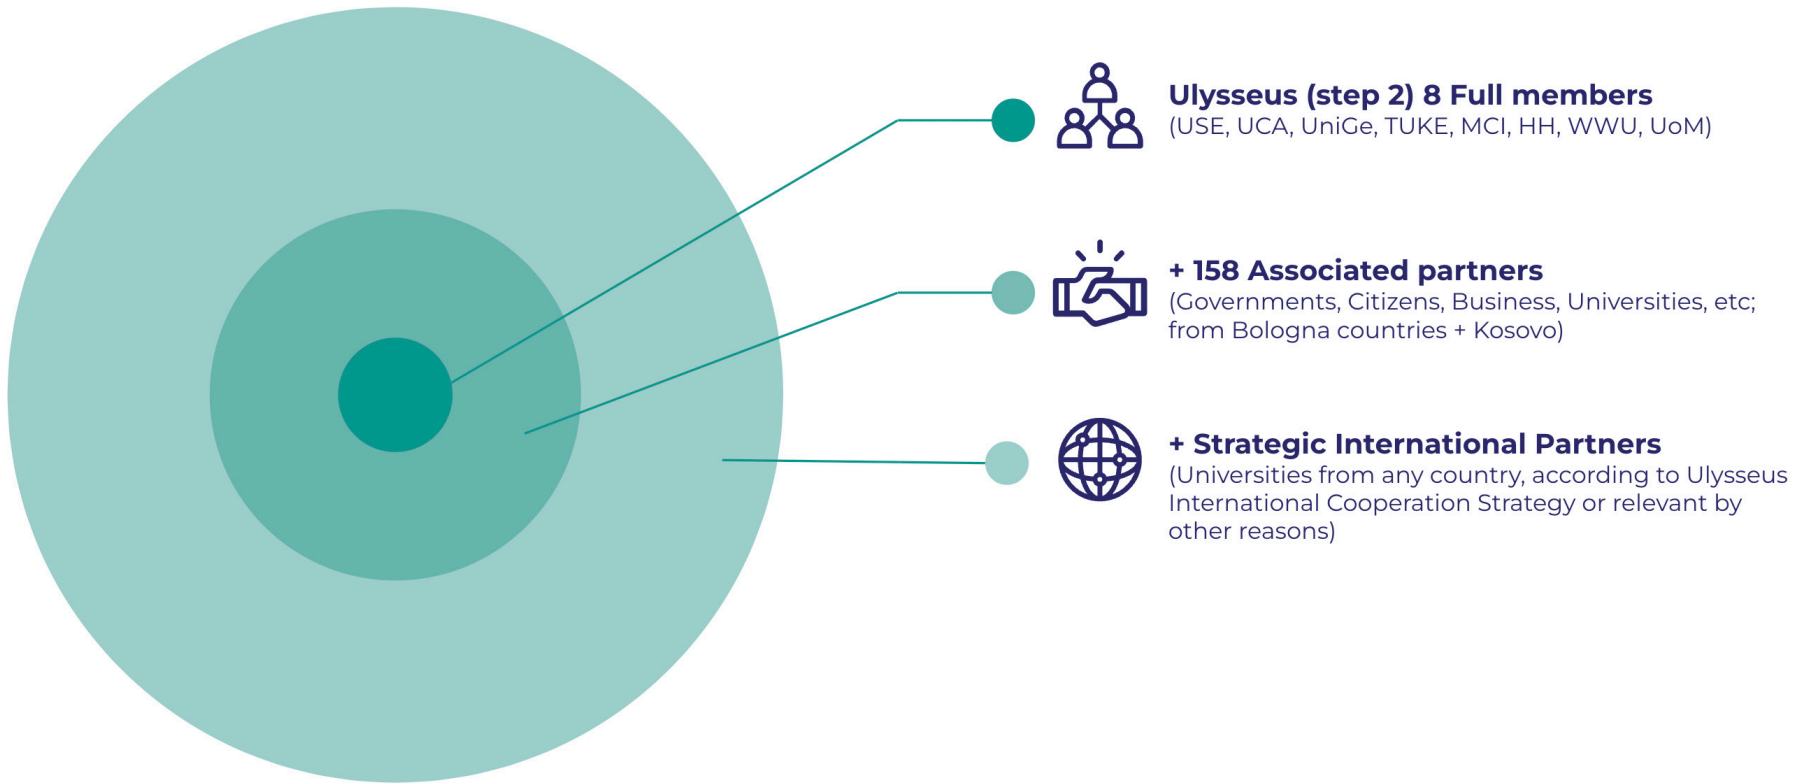 Ulysseus (step 2) 8 Full members
(USE, UCA, UniGe, TUKE, MCI, HH, WWU, UoM)
+ 158 Associated partners
(Governments, Citizens, Business, Universities, etc;
from Bologna countries + Kosovo)
+ Strategic International Partners
(Universities from any country, according to Ulysseus
International Cooperation Strategy or relevant by
other reasons)